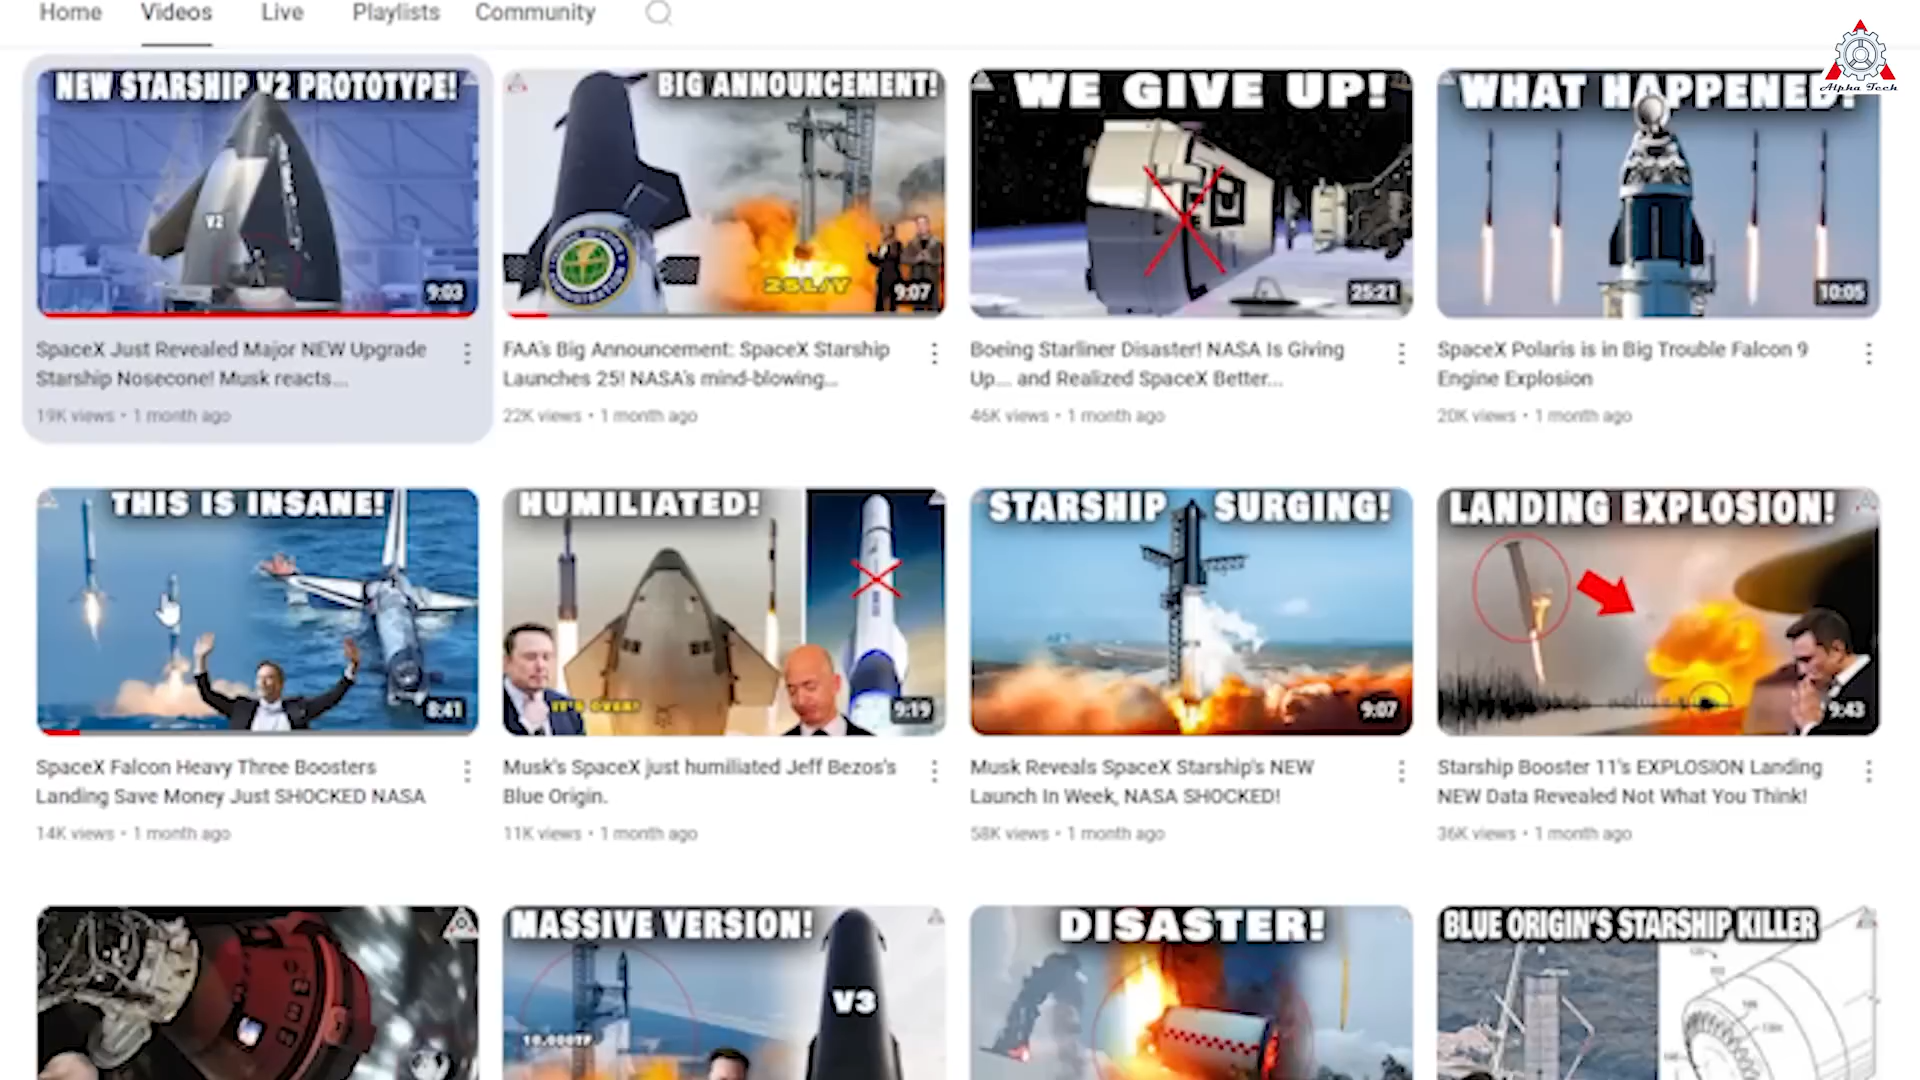 Home Videos Live Playlists Community
Alpha Tech
NEW STARSHIP V2 PROTOTYPE!
V2
9:03
SpaceX Just Revealed Major NEW Upgrade
Starship Nosecone! Musk reacts...
19K views • 1 month ago
BIG ANNOUNCEMENT!
25L/Y
9:07
FAA's Big Announcement: SpaceX Starship
Launches 25! NASA's mind-blowing...
22K views • 1 month ago
WE GIVE UP!
25:21
Boeing Starliner Disaster! NASA Is Giving
Up... and Realized SpaceX Better...
46K views • 1 month ago
WHAT HAPPENED!
10:05
SpaceX Polaris is in Big Trouble Falcon 9
Engine Explosion
20K views • 1 month ago
THIS IS INSANE!
8:41
SpaceX Falcon Heavy Three Boosters
Landing Save Money Just SHOCKED NASA
14K views • 1 month ago
HUMILIATED!
IT'S OVER!
9:19
Musk's SpaceX just humiliated Jeff Bezos's
Blue Origin.
11K views • 1 month ago
STARSHIP SURGING!
9:07
Musk Reveals SpaceX Starship's NEW
Launch In Week, NASA SHOCKED!
58K views • 1 month ago
LANDING EXPLOSION!
9:43
Starship Booster 11's EXPLOSION Landing
NEW Data Revealed Not What You Think!
36K views • 1 month ago
MASSIVE VERSION!
V3
10.000TF
DISASTER!
BLUE ORIGIN'S STARSHIP KILLER